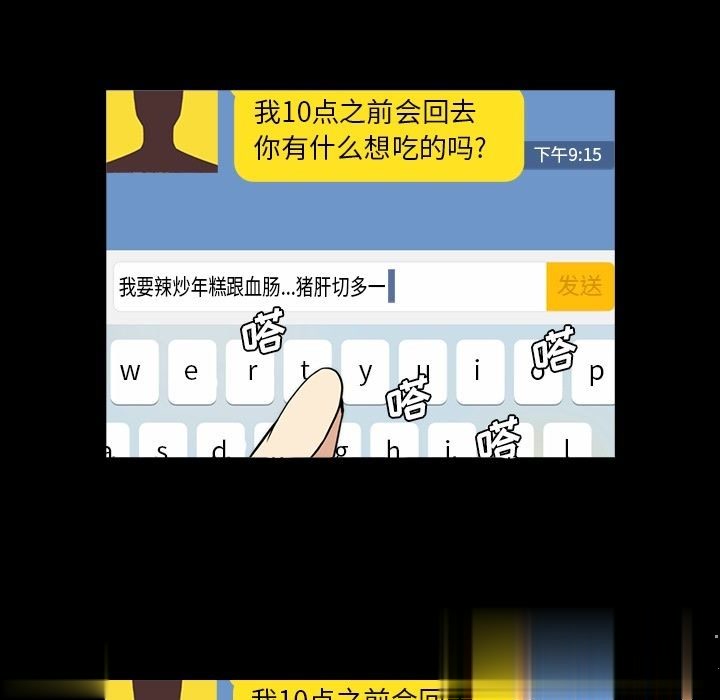 我10点之前会回去
你有什么想吃的吗?
下午9:15
我要辣炒年糕跟血肠...猪肝切多一
发送
嗒
嗒
w e r t y u i o p
嗒
嗒
a s d g h j l
我10点之前会回